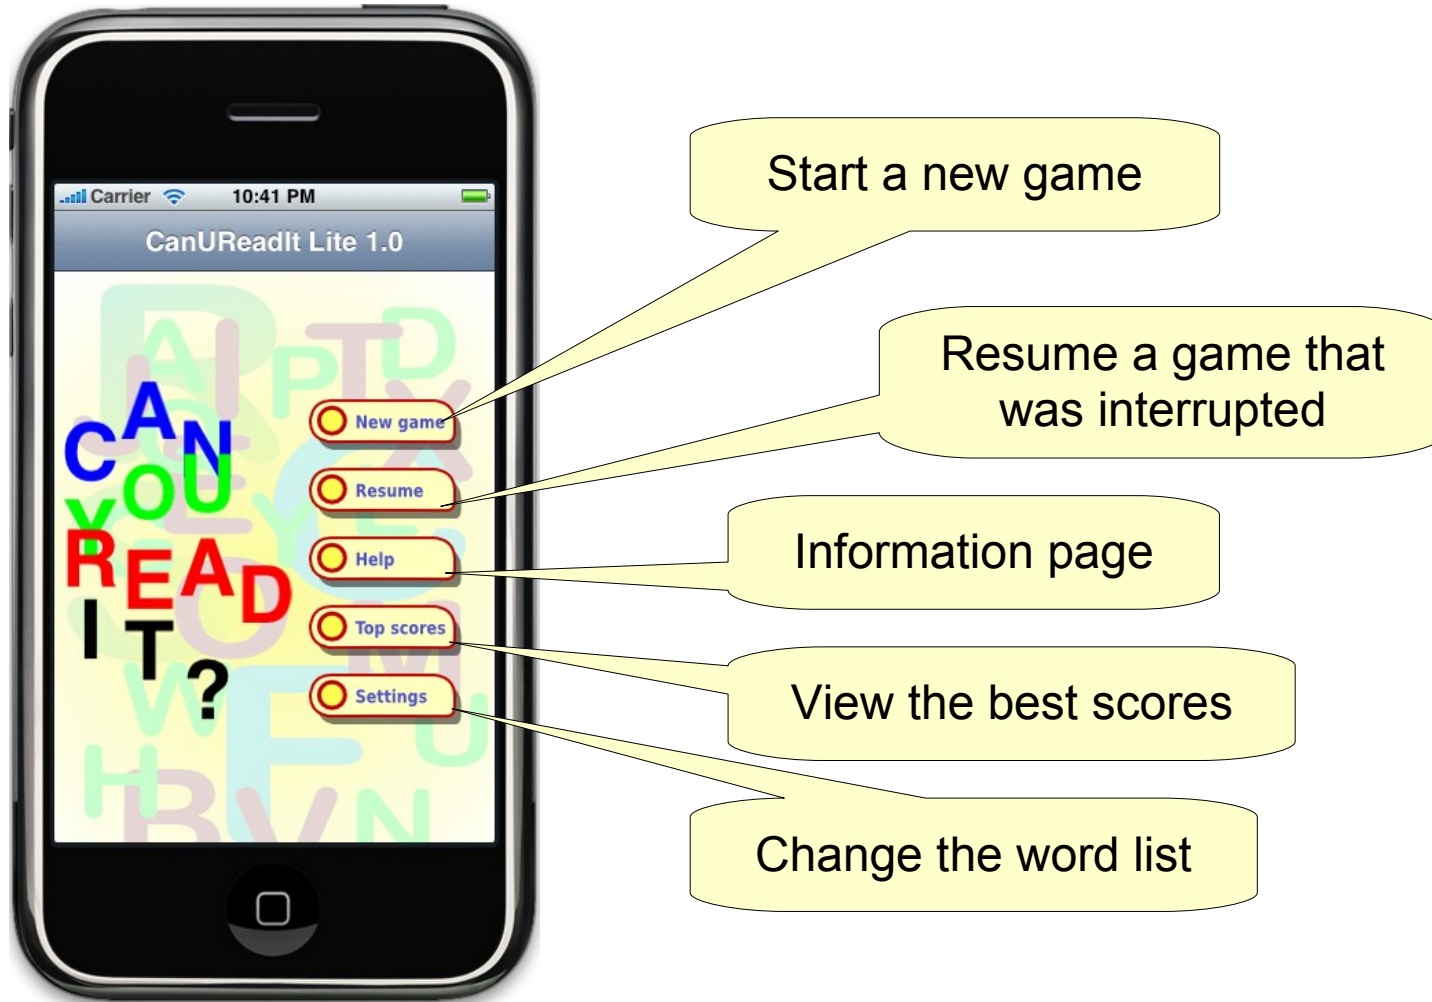 Carrier 10:41 PM
CanUReadIt Lite 1.0
CAN
YOU
READ
IT?
New game
Resume
Help
Top scores
Settings
Start a new game
Resume a game that
was interrupted
Information page
View the best scores
Change the word list